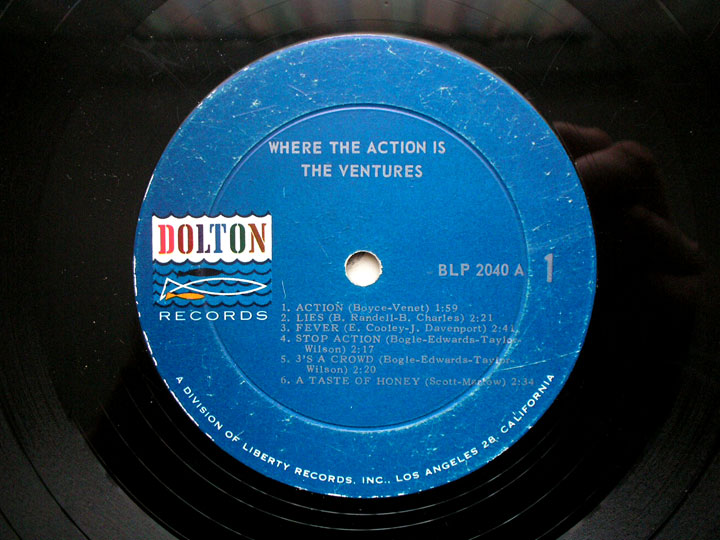 WHERE THE ACTION IS
THE VENTURES
DOLTON
RECORDS
BLP 2040 A 1
1. ACTION (Boyce-Venet) 1:59
2. LIES (B. Randell-B. Charles) 2:21
3. FEVER (E. Cooley-J. Davenport) 2:41
4. STOP ACTION (Bogle-Edwards-Taylor-
Wilson) 2:17
5. 3'S A CROWD (Bogle-Edwards-Taylor-
Wilson) 2:20
6. A TASTE OF HONEY (Scott-Marlow) 2:34
A DIVISION OF LIBERTY RECORDS, INC., LOS ANGELES 28, CALIFORNIA